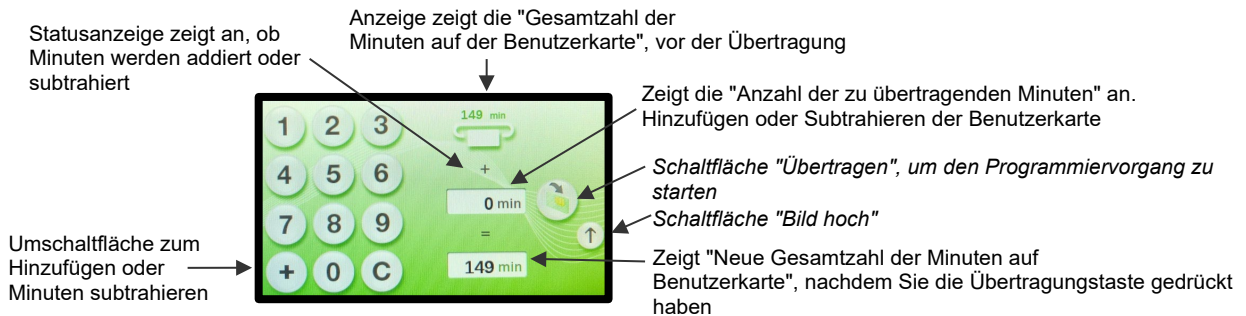 Statusanzeige zeigt an, ob
Minuten werden addiert oder
subtrahiert
Anzeige zeigt die "Gesamtzahl der
Minuten auf der Benutzerkarte", vor der Übertragung
Zeigt die "Anzahl der zu übertragenden Minuten" an.
Hinzufügen oder Subtrahieren der Benutzerkarte
Schaltfläche "Übertragen", um den Programmiervorgang zu
starten
Schaltfläche "Bild hoch"
Zeigt "Neue Gesamtzahl der Minuten auf
Benutzerkarte", nachdem Sie die Übertragungstaste gedrückt
haben
Umschaltfläche zum
Hinzufügen oder
Minuten subtrahieren
1 2 3
4 5 6
7 8 9
+ 0 C
149 min
+
0 min
=
149 min
↑